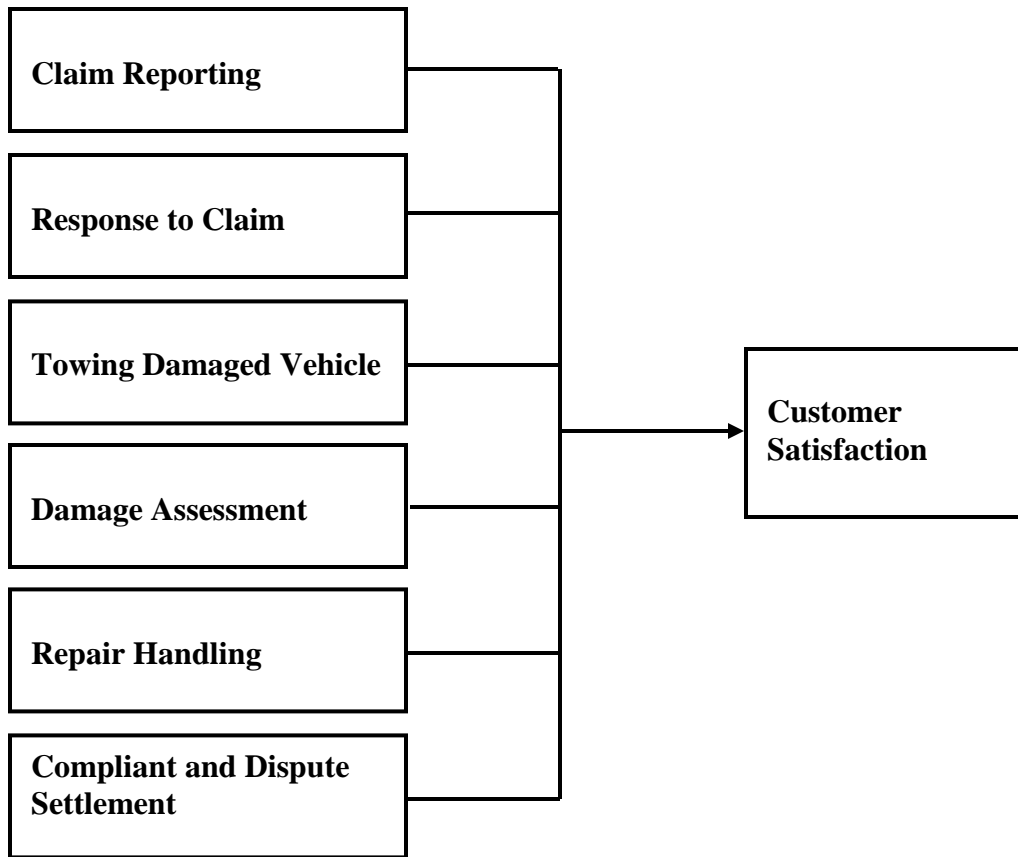 Claim Reporting
Response to Claim
Towing Damaged Vehicle
Damage Assessment
Repair Handling
Compliant and Dispute
Settlement
Customer
Satisfaction